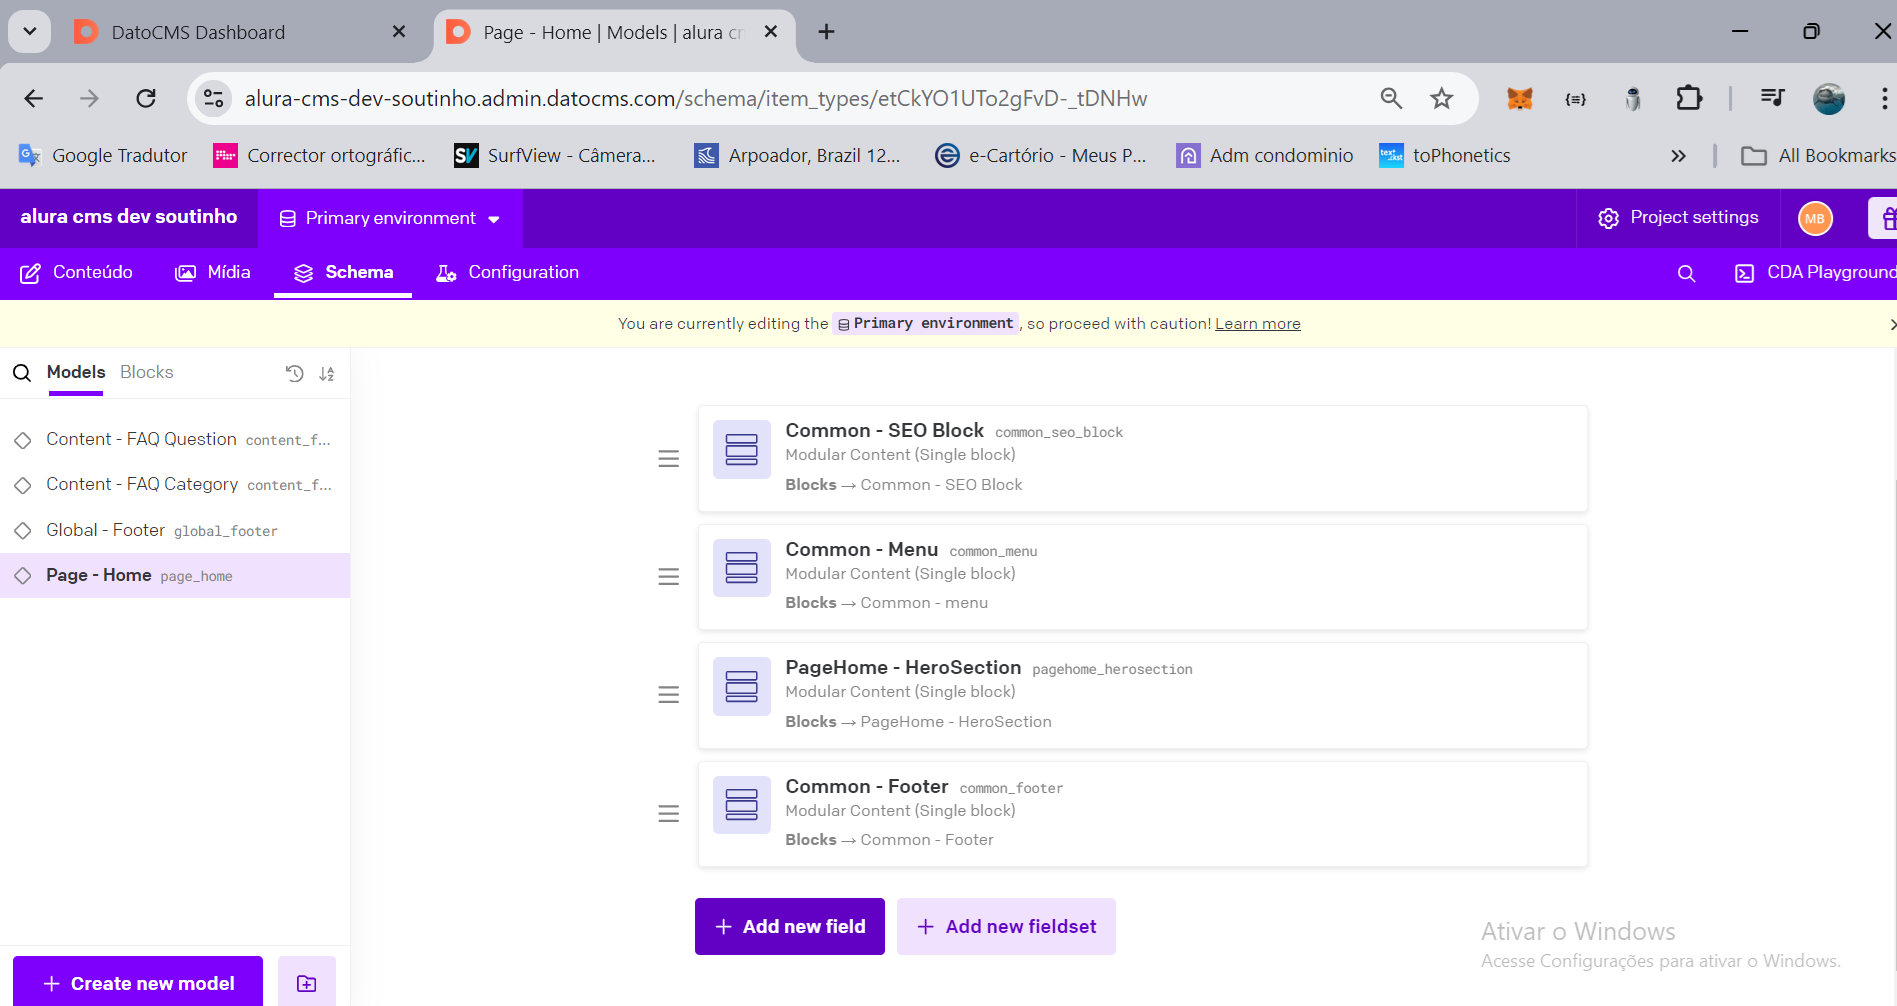 DatoCMS Dashboard
Page - Home | Models | alura cr
alura-cms-dev-soutinho.admin.datocms.com/schema/item_types/etCkYO1UTo2gFvD-_tDNHw
Google Tradutor
Corrector ortográfic...
SurfView - Câmera...
Arpoador, Brazil 12...
e-Cartório - Meus P...
Adm condominio
toPhonetics
All Bookmarks
alura cms dev soutinho
Primary environment
Project settings
MB
Conteúdo
Mídia
Schema
Configuration
CDA Playground
You are currently editing the Primary environment, so proceed with caution! Learn more
Models
Blocks
Content - FAQ Question content_f...
Content - FAQ Category content_f...
Global - Footer global_footer
Page - Home page_home
Create new model
Common - SEO Block common_seo_block
Modular Content (Single block)
Blocks → Common - SEO Block
Common - Menu common_menu
Modular Content (Single block)
Blocks → Common - menu
PageHome - HeroSection pagehome_herosection
Modular Content (Single block)
Blocks → PageHome - HeroSection
Common - Footer common_footer
Modular Content (Single block)
Blocks → Common - Footer
Add new field
Add new fieldset
Ativar o Windows
Acesse Configurações para ativar o Windows.